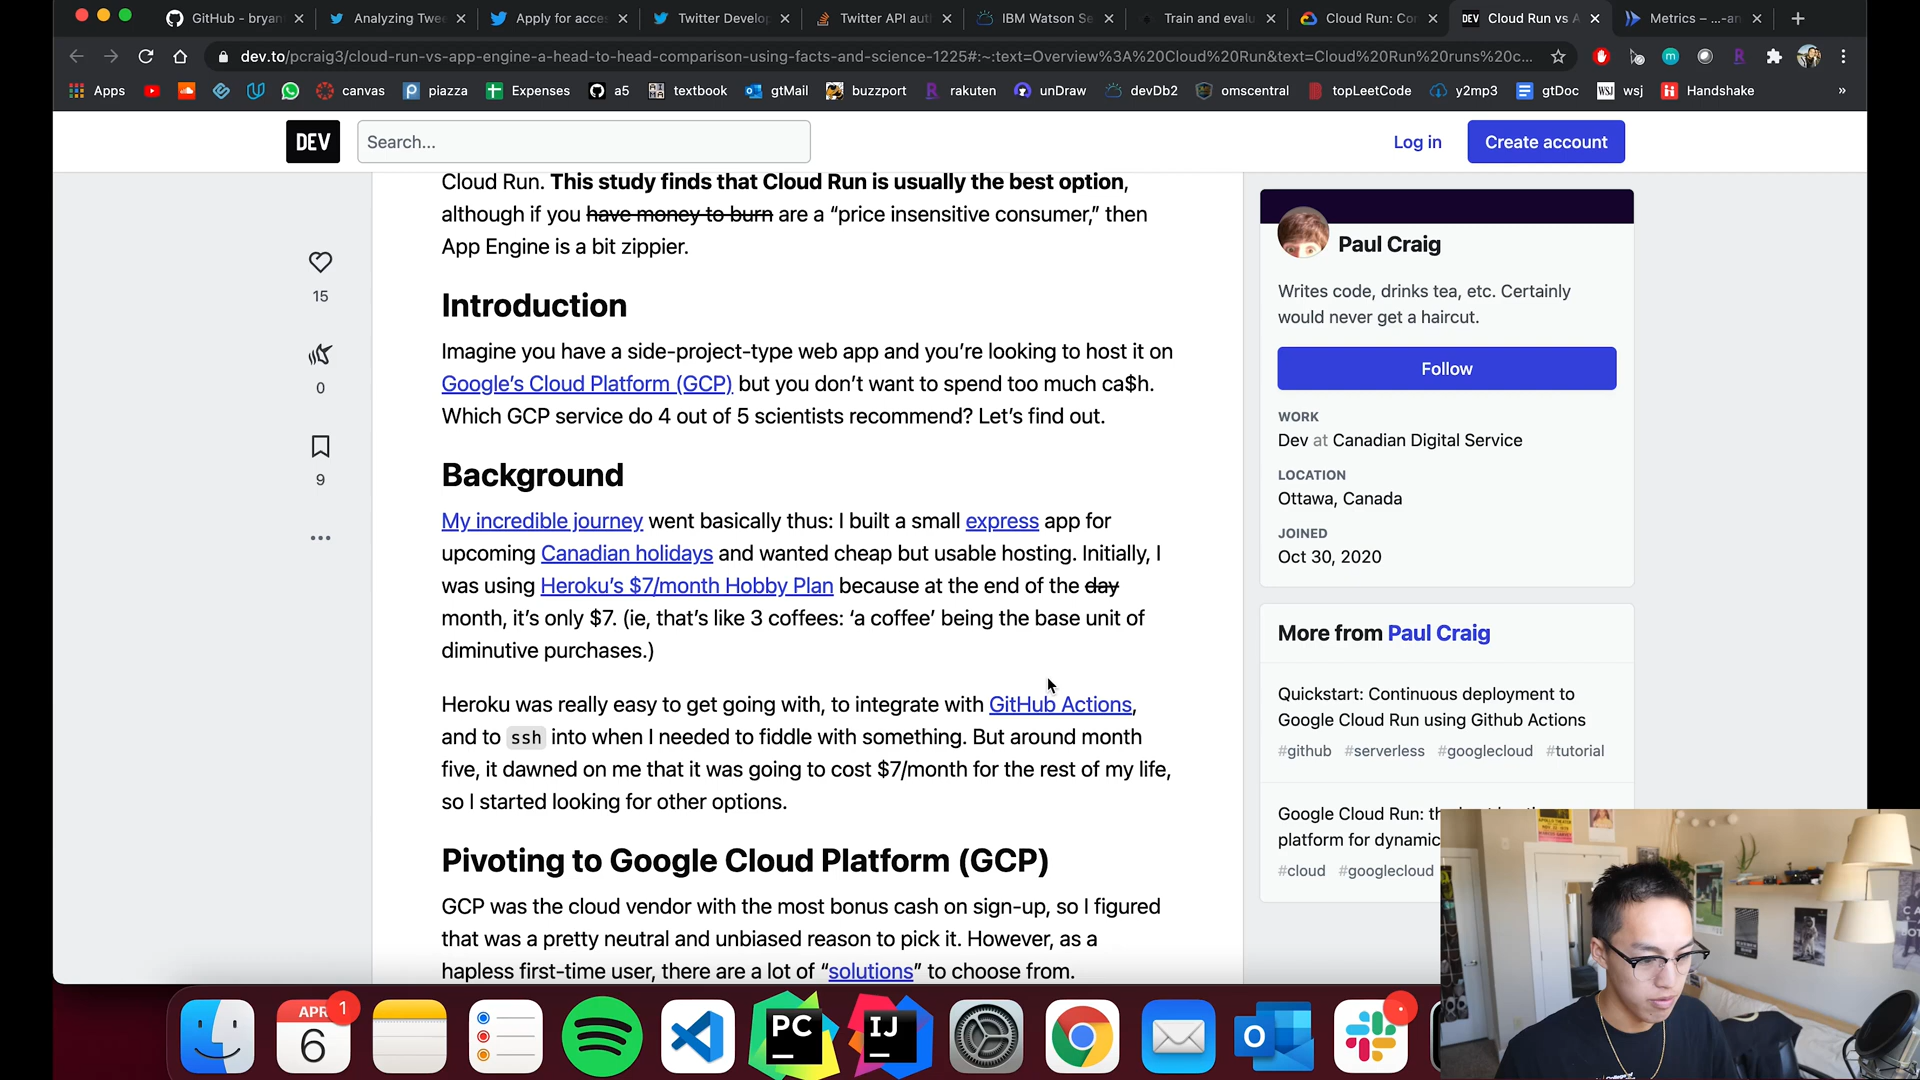 GitHub - bryan
Analyzing Twee
Apply for acces
Twitter Develop
Twitter API aut
IBM Watson Se
Train and evalu
Cloud Run: Con
DEV
Cloud Run vs A
Metrics – ...-an
dev.to/pcraig3/cloud-run-vs-app-engine-a-head-to-head-comparison-using-facts-and-science-1225#:~:text=Overview%3A%20Cloud%20Run&text=Cloud%20Run%20runs%20c...
Apps
canvas
piazza
Expenses
a5
textbook
gtMail
buzzport
rakuten
unDraw
devDb2
omscentral
topLeetCode
y2mp3
gtDoc
WSJ wsj
Handshake
»
DEV
Search...
Log in
Create account
Cloud Run. This study finds that Cloud Run is usually the best option,
although if you have money to burn are a “price insensitive consumer,” then
App Engine is a bit zippier.
15
0
9
Introduction
Imagine you have a side-project-type web app and you’re looking to host it on
Google’s Cloud Platform (GCP) but you don’t want to spend too much ca$h.
Which GCP service do 4 out of 5 scientists recommend? Let’s find out.
Background
My incredible journey went basically thus: I built a small express app for
upcoming Canadian holidays and wanted cheap but usable hosting. Initially, I
was using Heroku’s $7/month Hobby Plan because at the end of the day
month, it’s only $7. (ie, that’s like 3 coffees: ‘a coffee’ being the base unit of
diminutive purchases.)
Heroku was really easy to get going with, to integrate with GitHub Actions,
and to ssh into when I needed to fiddle with something. But around month
five, it dawned on me that it was going to cost $7/month for the rest of my life,
so I started looking for other options.
Pivoting to Google Cloud Platform (GCP)
GCP was the cloud vendor with the most bonus cash on sign-up, so I figured
that was a pretty neutral and unbiased reason to pick it. However, as a
hapless first-time user, there are a lot of “solutions” to choose from.
Paul Craig
Writes code, drinks tea, etc. Certainly
would never get a haircut.
Follow
WORK
Dev at Canadian Digital Service
LOCATION
Ottawa, Canada
JOINED
Oct 30, 2020
More from Paul Craig
Quickstart: Continuous deployment to
Google Cloud Run using Github Actions
#github #serverless #googlecloud #tutorial
Google Cloud Run:
platform for dynamic
#cloud #googlecloud
APR
1
6
PC
IJ